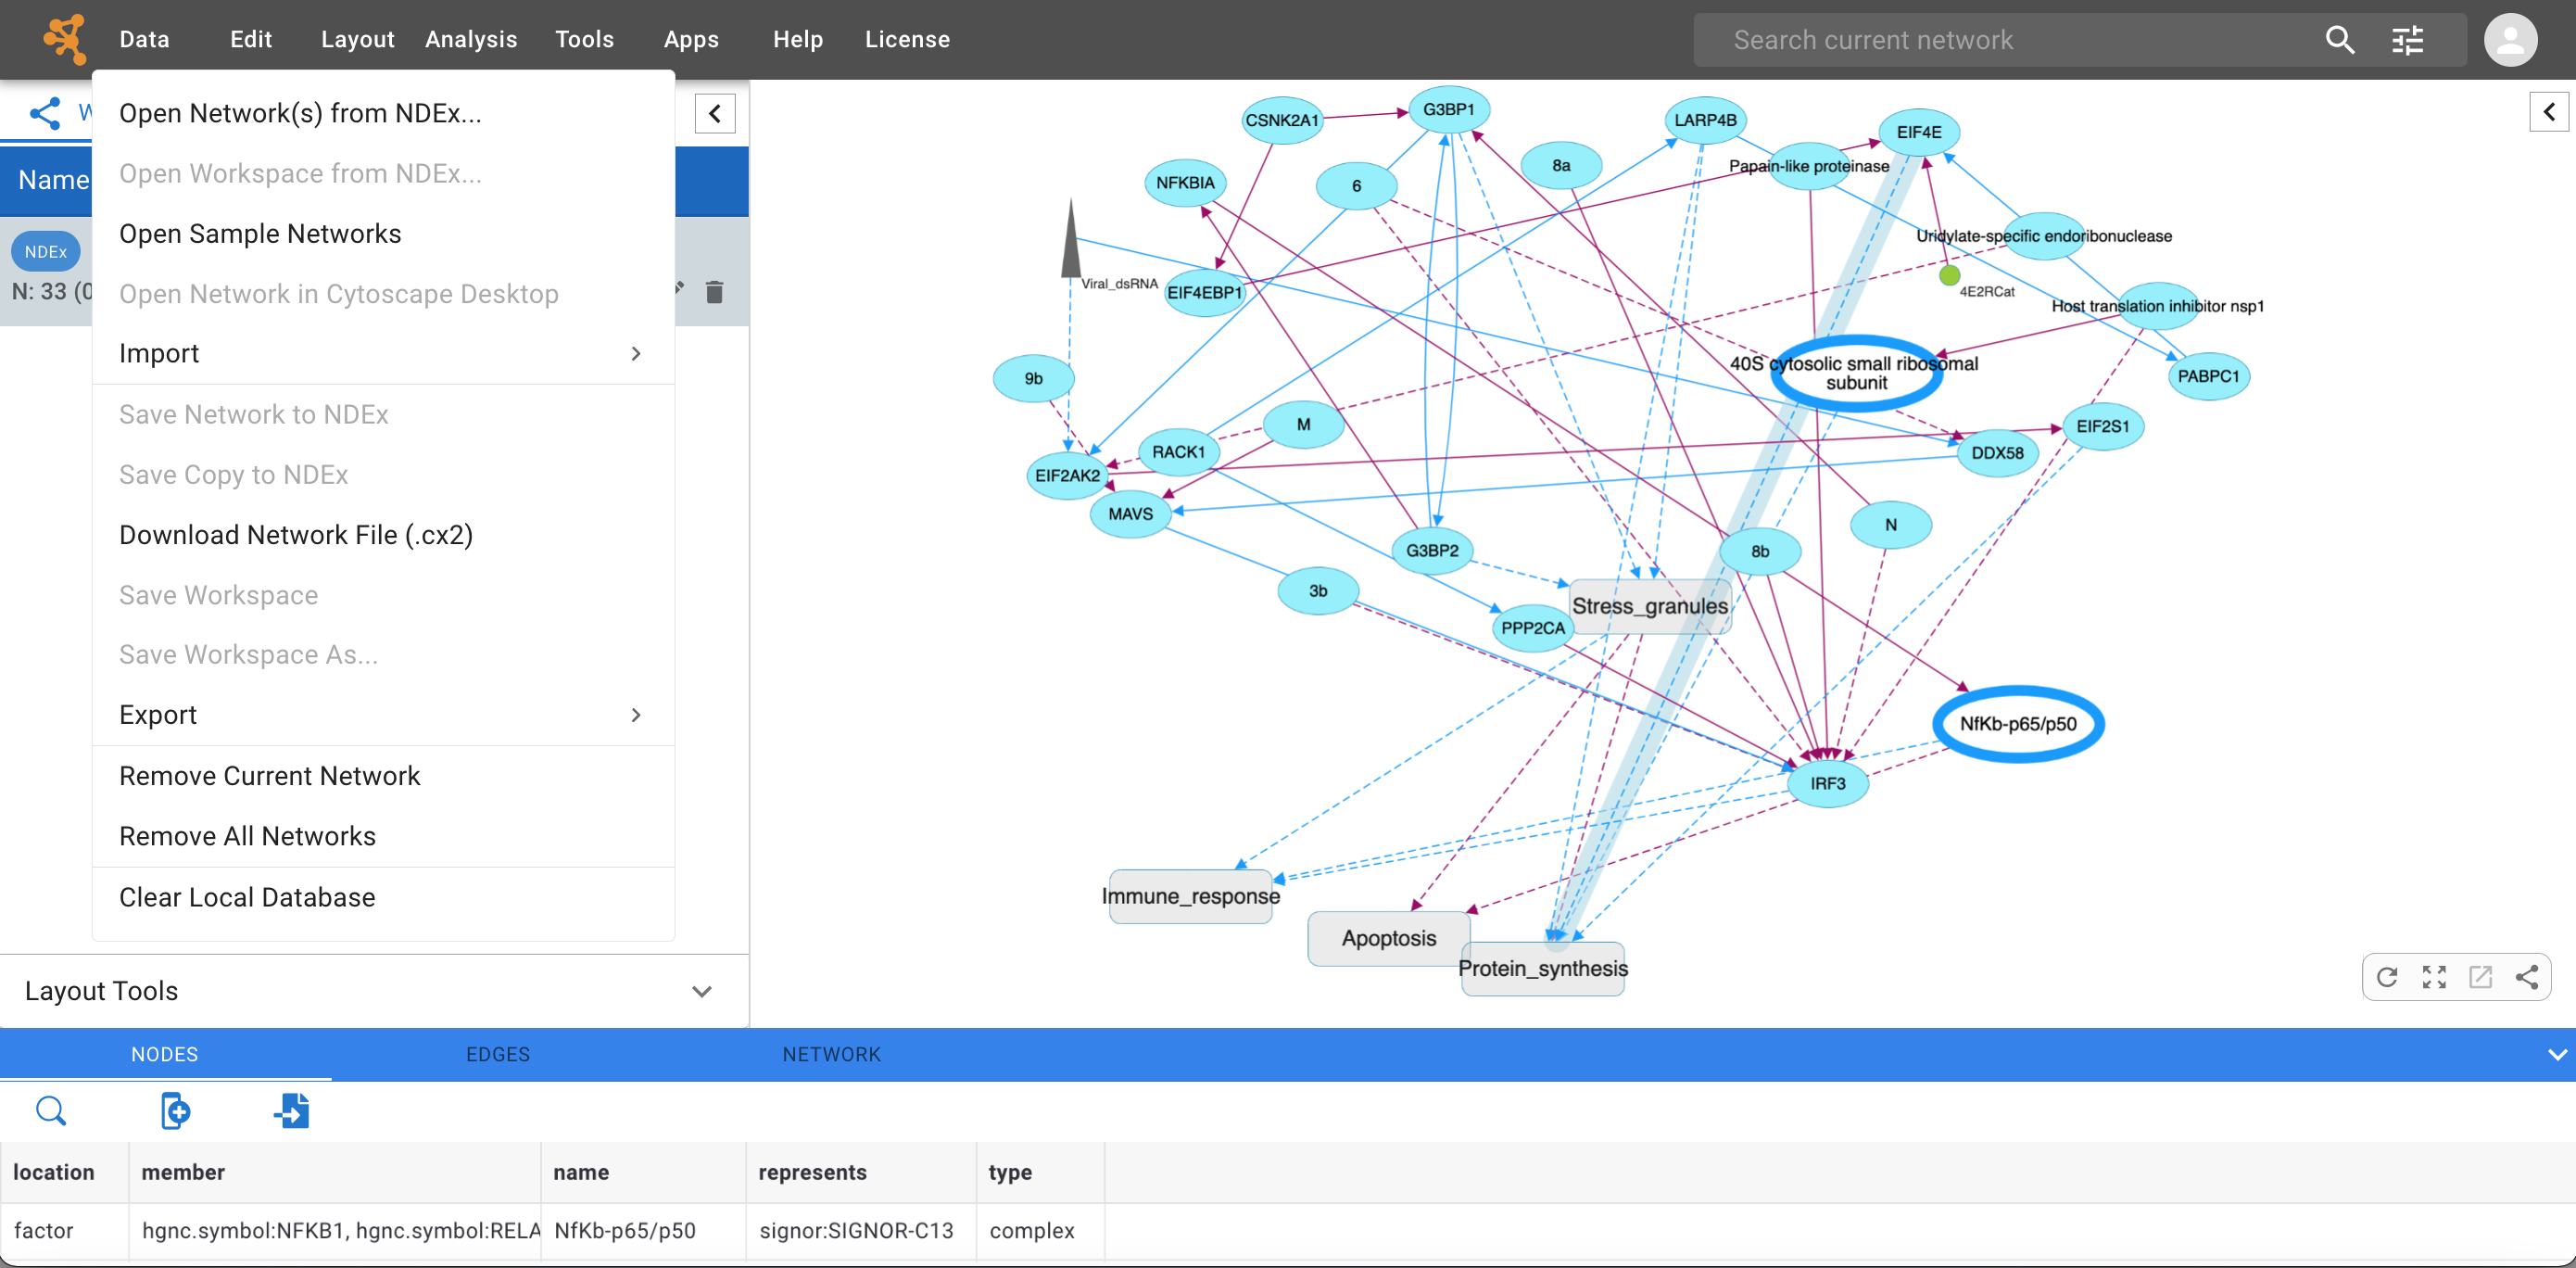 Data Edit Layout Analysis Tools Apps Help License
Search current network
W
Name
NDEx
N: 33 (0
Open Network(s) from NDEx...
Open Workspace from NDEx...
Open Sample Networks
Open Network in Cytoscape Desktop
Import
Save Network to NDEx
Save Copy to NDEx
Download Network File (.cx2)
Save Workspace
Save Workspace As...
Export
Remove Current Network
Remove All Networks
Clear Local Database
Layout Tools
CSNK2A1
G3BP1
LARP4B
EIF4E
NFKBIA
6
8a
Papain-like proteinase
Uridylate-specific endoribonuclease
Viral_dsRNA
EIF4EBP1
4E2RCat
Host translation inhibitor nsp1
9b
40S cytosolic small ribosomal
subunit
PABPC1
M
RACK1
EIF2S1
DDX58
EIF2AK2
MAVS
N
G3BP2
8b
3b
Stress_granules
PPP2CA
NfKb-p65/p50
IRF3
Immune_response
Apoptosis
Protein_synthesis
NODES EDGES NETWORK
location member name represents type
factor hgnc.symbol:NFKB1, hgnc.symbol:RELA NfKb-p65/p50 signor:SIGNOR-C13 complex